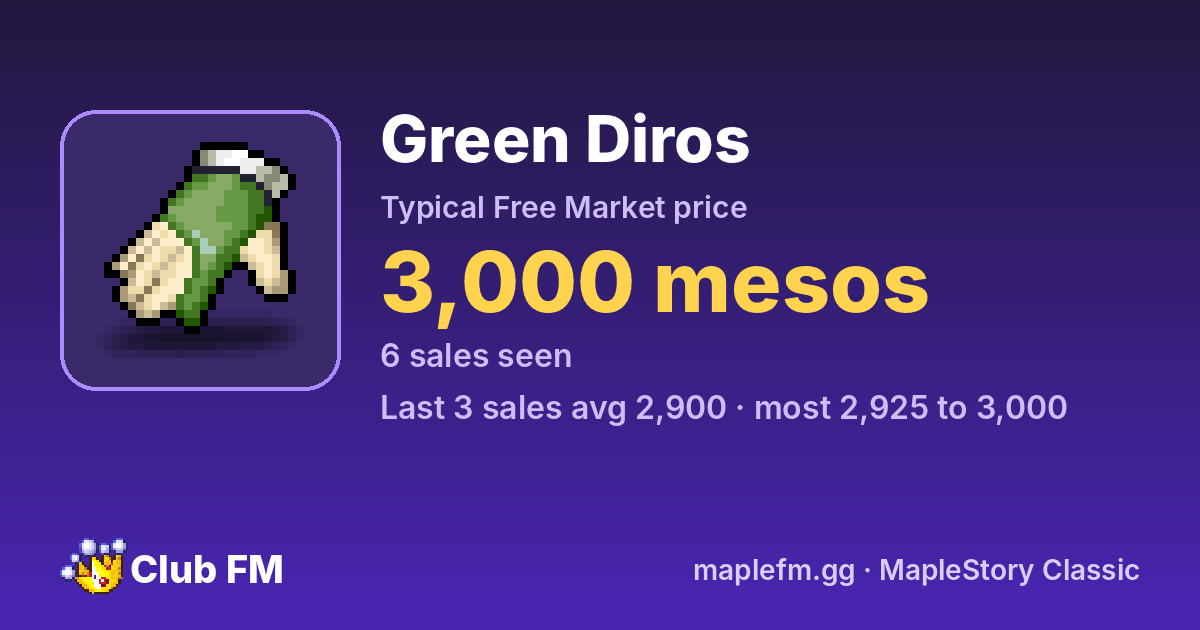 Green Diros
Typical Free Market price
3,000 mesos
6 sales seen
Last 3 sales avg 2,900 · most 2,925 to 3,000
Club FM
maplefm.gg · MapleStory Classic